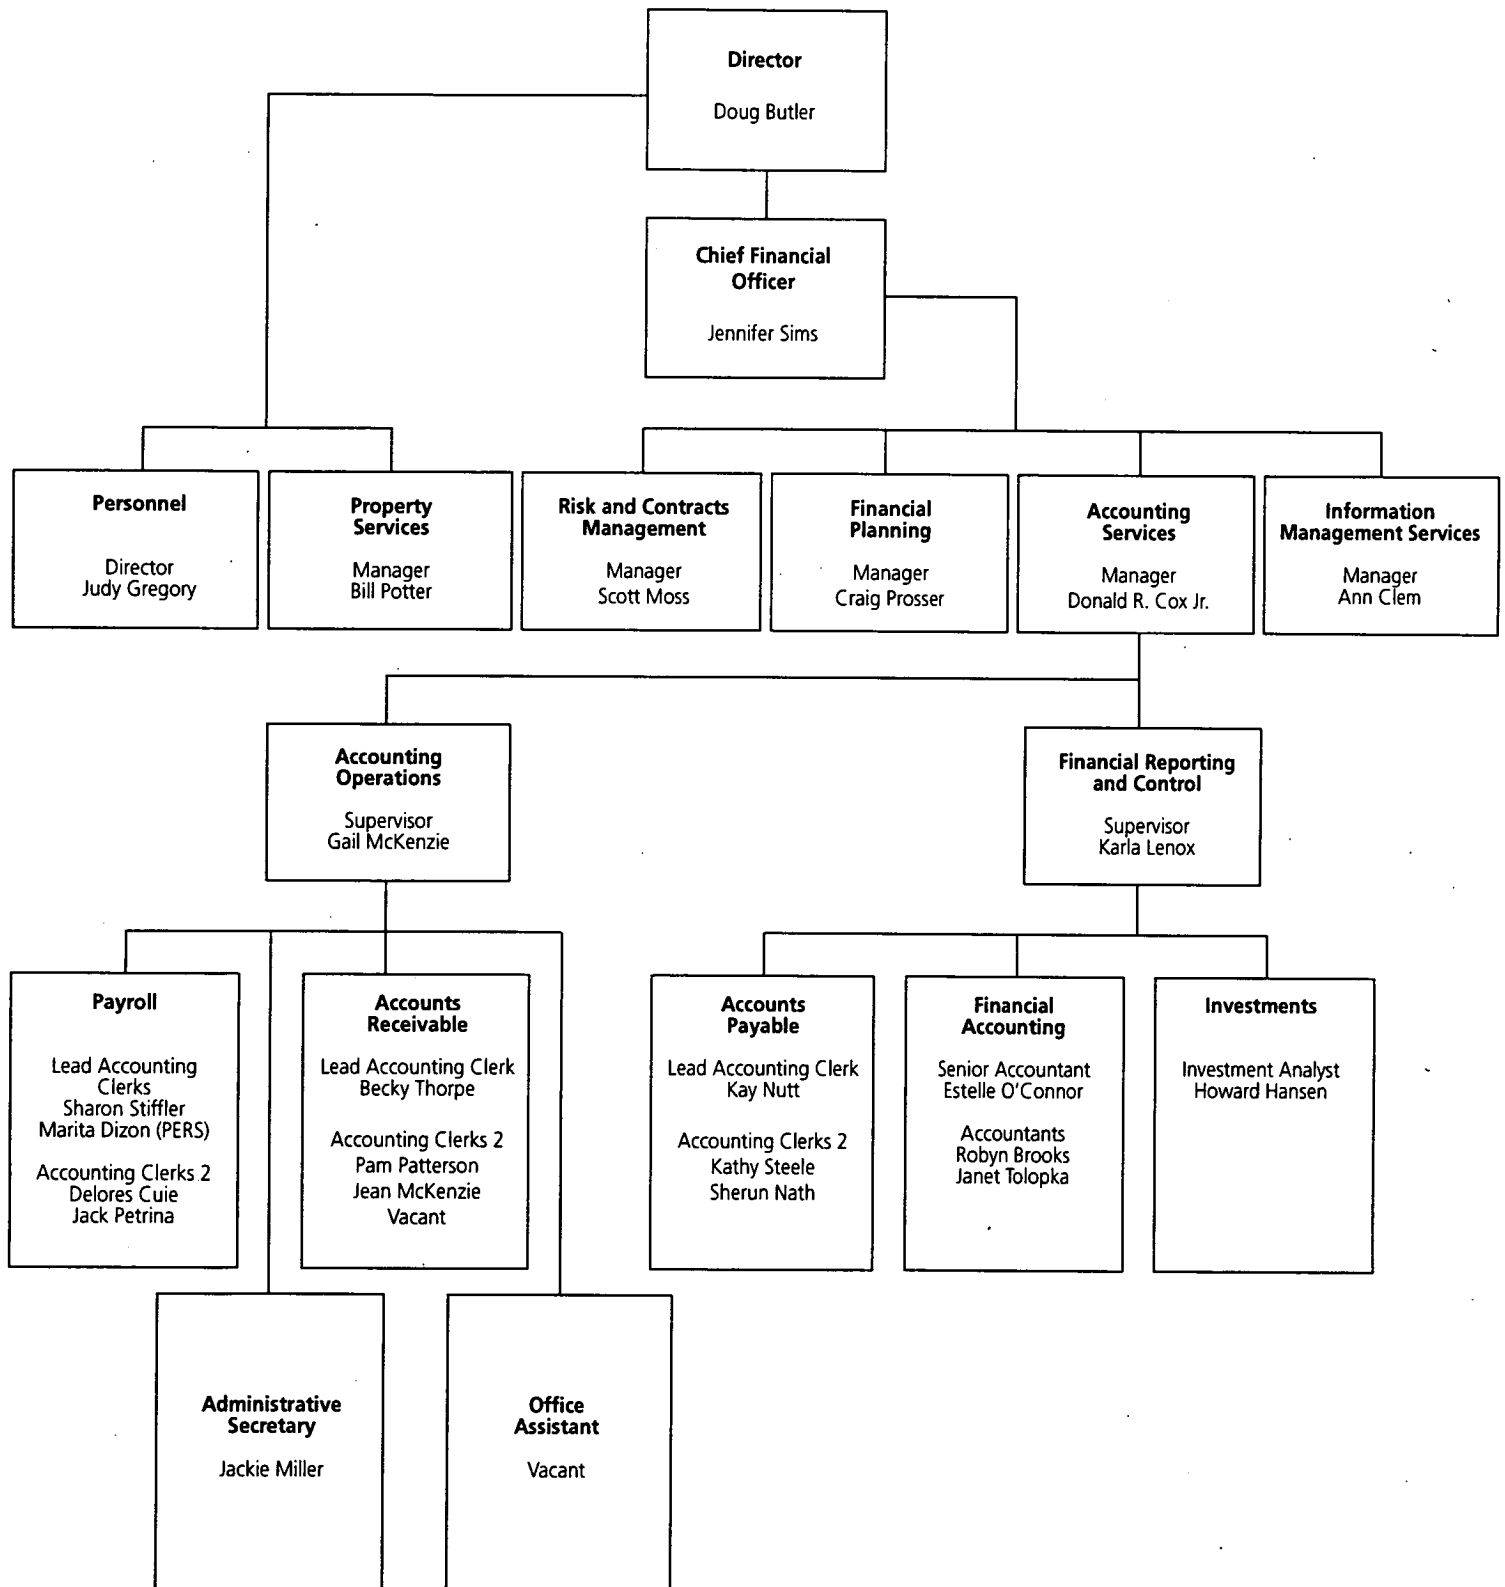 Director
Doug Butler
Chief Financial
Officer
Jennifer Sims
Personnel
Director
Judy Gregory
Property
Services
Manager
Bill Potter
Risk and Contracts
Management
Manager
Scott Moss
Financial
Planning
Manager
Craig Prosser
Accounting
Services
Manager
Donald R. Cox Jr.
Information
Management Services
Manager
Ann Clem
Accounting
Operations
Supervisor
Gail McKenzie
Financial Reporting
and Control
Supervisor
Karla Lenox
Payroll
Lead Accounting
Clerks
Sharon Stiffler
Marita Dizon (PERS)
Accounting Clerks 2
Delores Cuie
Jack Petrina
Accounts
Receivable
Lead Accounting Clerk
Becky Thorpe
Accounting Clerks 2
Pam Patterson
Jean McKenzie
Vacant
Accounts
Payable
Lead Accounting Clerk
Kay Nutt
Accounting Clerks 2
Kathy Steele
Sherun Nath
Financial
Accounting
Senior Accountant
Estelle O'Connor
Accountants
Robyn Brooks
Janet Tolopka
Investments
Investment Analyst
Howard Hansen
Administrative
Secretary
Jackie Miller
Office
Assistant
Vacant